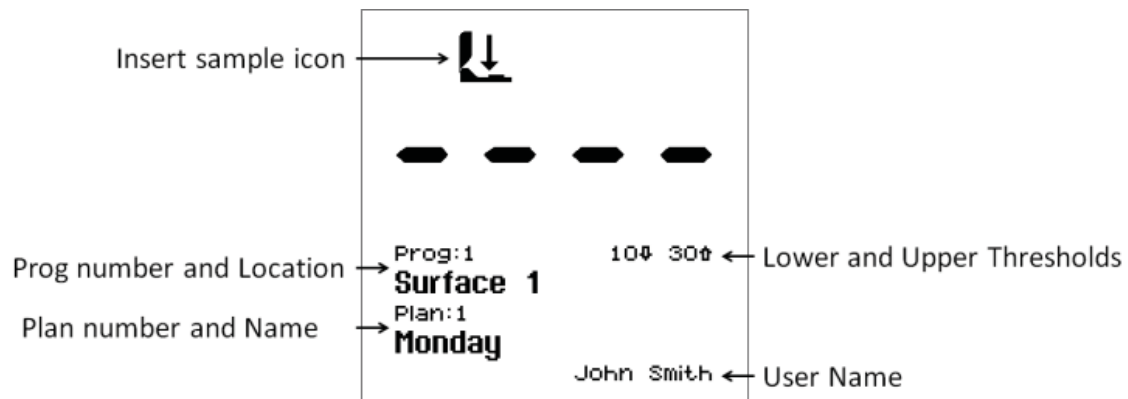 Insert sample icon
- - - -
Prog:1
10⇩ 30⇧
Lower and Upper Thresholds
Prog number and Location
Surface 1
Plan:1
Plan number and Name
Monday
John Smith
User Name